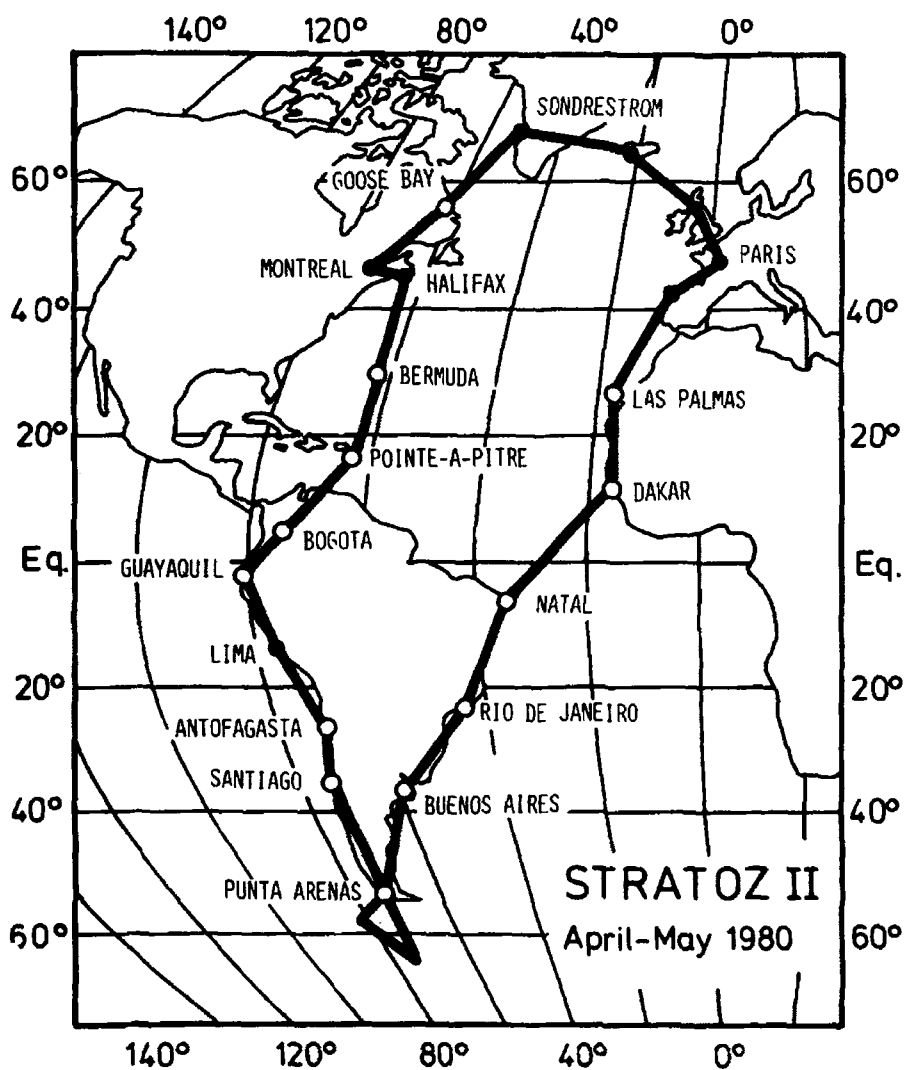 140° 120° 80° 40° 0°
SONDRESTROM
60° GOOSE BAY 60°
MONTREAL PARIS
HALIFAX
40° 40°
BERMUDA
LAS PALMAS
20° 20°
POINTE-A-PITRE
DAKAR
BOGOTA
Eq. GUAYAQUIL Eq.
NATAL
LIMA
20° 20°
RIO DE JANEIRO
ANTOFAGASTA
SANTIAGO
40° BUENOS AIRES 40°
PUNTA ARENAS
STRATOZ II
60° April-May 1980 60°
140° 120° 80° 40° 0°